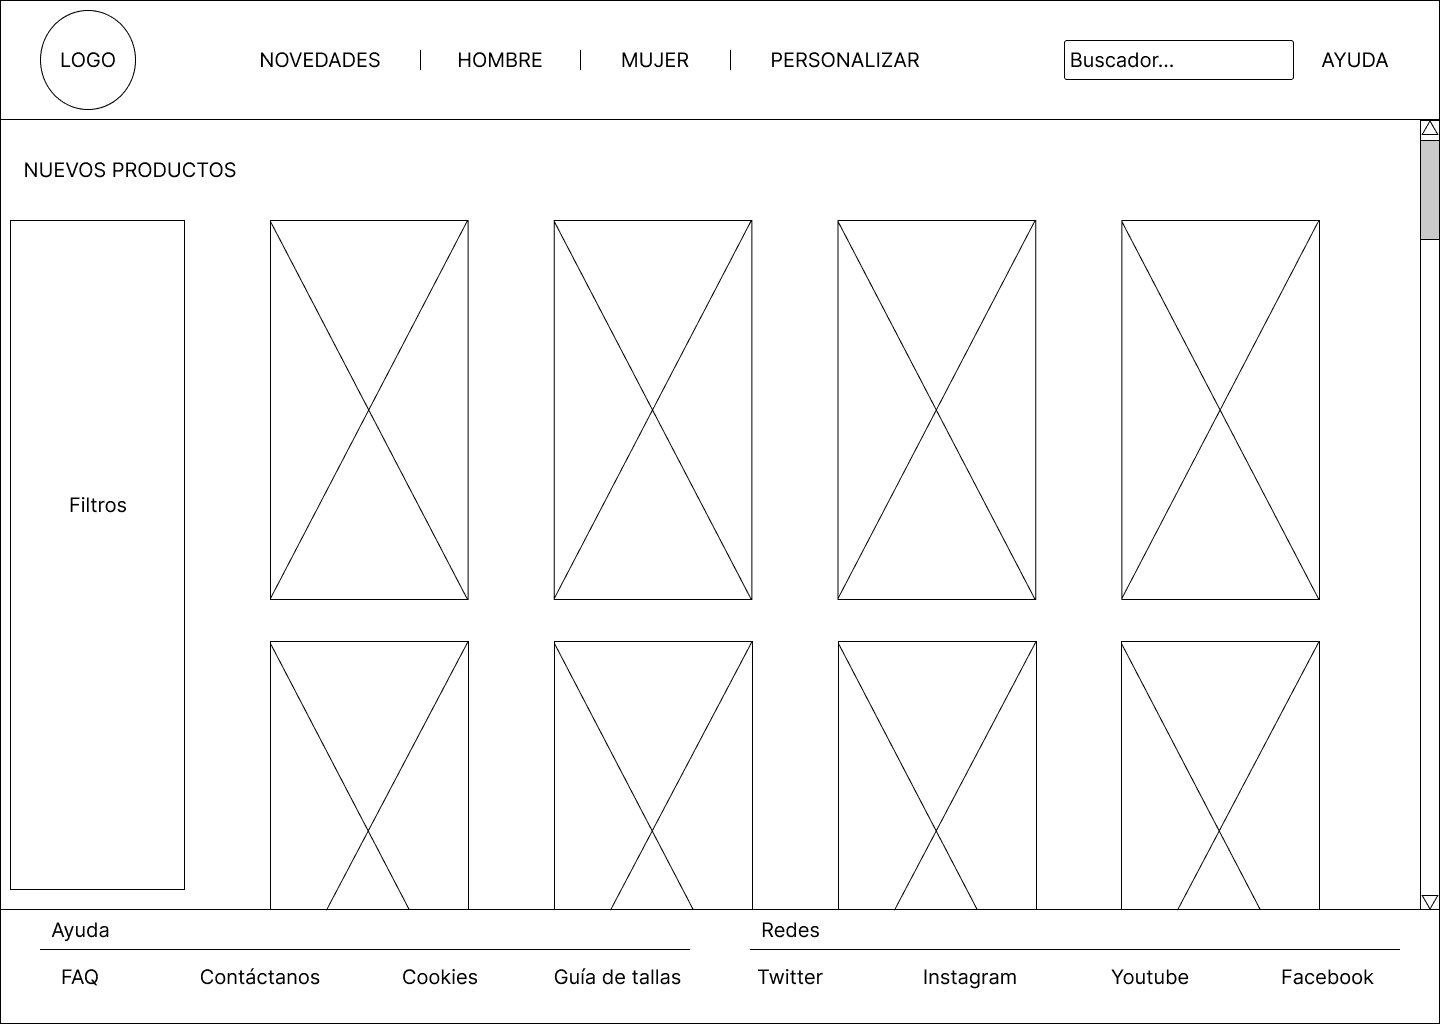 LOGO
NOVEDADES
HOMBRE
MUJER
PERSONALIZAR
Buscador...
AYUDA
NUEVOS PRODUCTOS
Filtros
Ayuda
FAQ
Contáctanos
Cookies
Guía de tallas
Redes
Twitter
Instagram
Youtube
Facebook